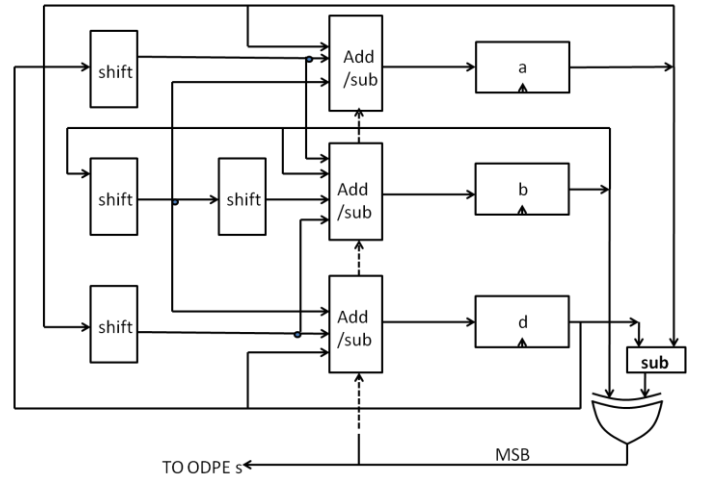 shift
Add
/sub
a
shift
shift
Add
/sub
b
shift
Add
/sub
d
sub
MSB
TO ODPE s